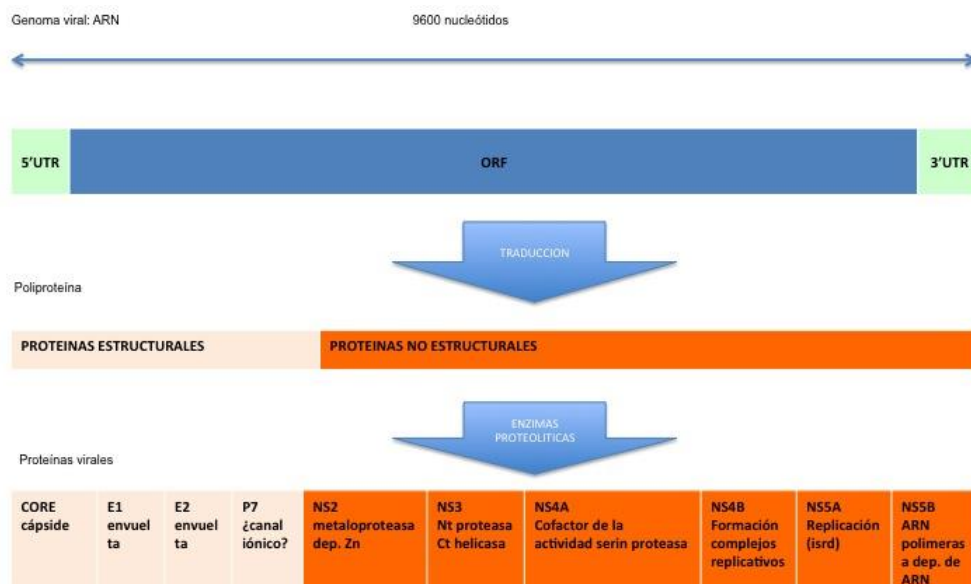 Genoma viral: ARN
9600 nucleótidos
5'UTR
ORF
3'UTR
TRADUCCION
Poliproteína
PROTEINAS ESTRUCTURALES
PROTEINAS NO ESTRUCTURALES
ENZIMAS
PROTEOLITICAS
Proteínas virales
CORE
cápside
E1
envuel
ta
E2
envuel
ta
P7
¿canal
iónico?
NS2
metaloproteasa
dep. Zn
NS3
Nt proteasa
Ct helicasa
NS4A
Cofactor de la
actividad serin proteasa
NS4B
Formación
complejos
replicativos
NS5A
Replicación
(isrd)
NS5B
ARN
polimeras
a dep. de
ARN